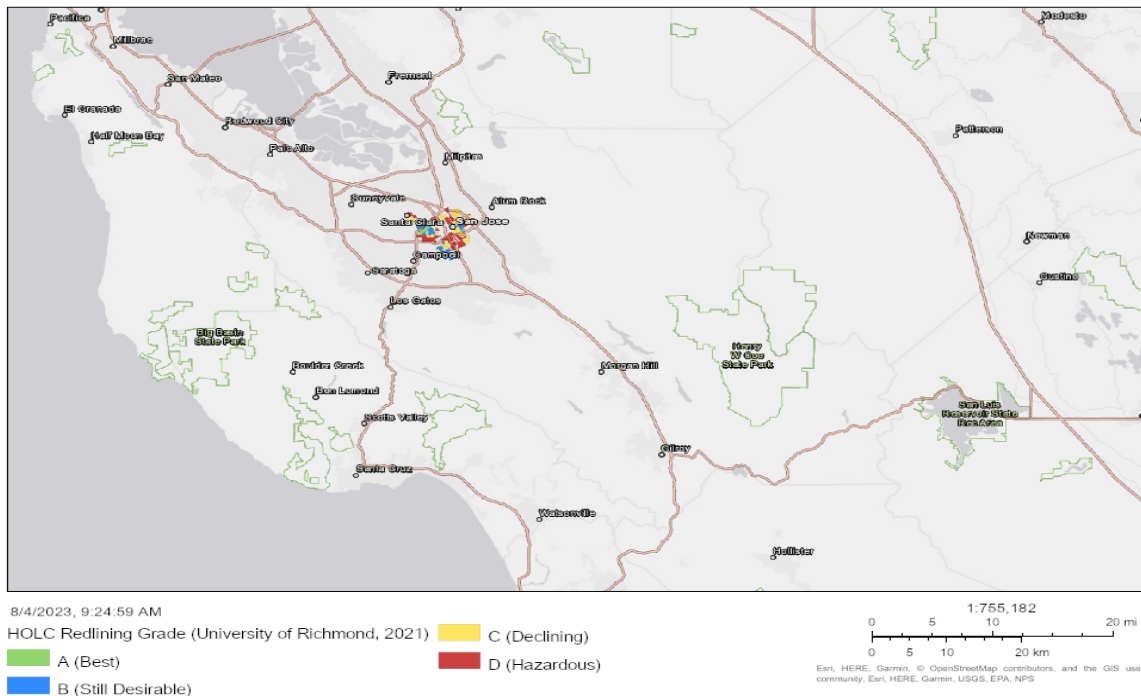 Pacifica
Millbrae
San Mateo
El Granada
Half Moon Bay
Redwood City
Palo Alto
Fremont
Milpitas
Sunnyvale
Alum Rock
Santa Clara
San Jose
Campbell
Saratoga
Los Gatos
Modesto
Patterson
Newman
Gustine
Big Basin
State Park
Boulder Creek
Ben Lomond
Scotts Valley
Santa Cruz
Watsonville
Morgan Hill
Gilroy
Hollister
Henry
W Coe
State Park
San Luis
Reservoir State
Rec Area
8/4/2023, 9:24:59 AM
HOLC Redlining Grade (University of Richmond, 2021)
A (Best)
B (Still Desirable)
C (Declining)
D (Hazardous)
1:755,182
0 5 10 20 mi
0 5 10 20 km
Esri, HERE, Garmin, © OpenStreetMap contributors, and the GIS use
community, Esri, HERE, Garmin, USGS, EPA, NPS